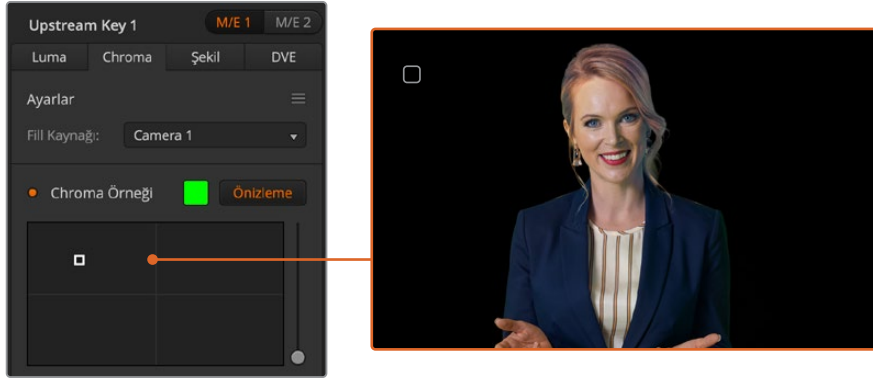 Upstream Key 1 M/E 1 M/E 2
Luma Chroma Şekil DVE
Ayarlar
Fill Kaynağı: Camera 1
Chroma Örneği Önizleme